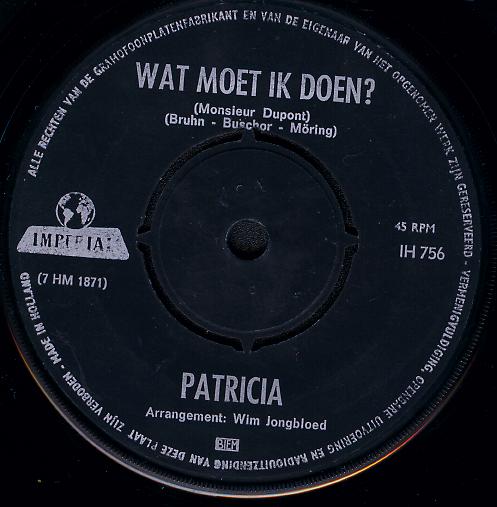 ALLE RECHTEN VAN DE GRAMOFOONPLATENFABRIKANT EN VAN DE EIGENAAR VAN HET OPGENOMEN WERK ZIJN GERESERVEERD - VERMENIGVULDIGING, OPENBARE UITVOERING EN RADIOUITZENDING VAN DEZE PLAAT ZIJN VERBODEN - MADE IN HOLLAND
WAT MOET IK DOEN?
(Monsieur Dupont)
(Bruhn - Buschor - Möring)
IMPERIAL
(7 HM 1871)
45 RPM
IH 756
PATRICIA
Arrangement: Wim Jongbloed
BIEM